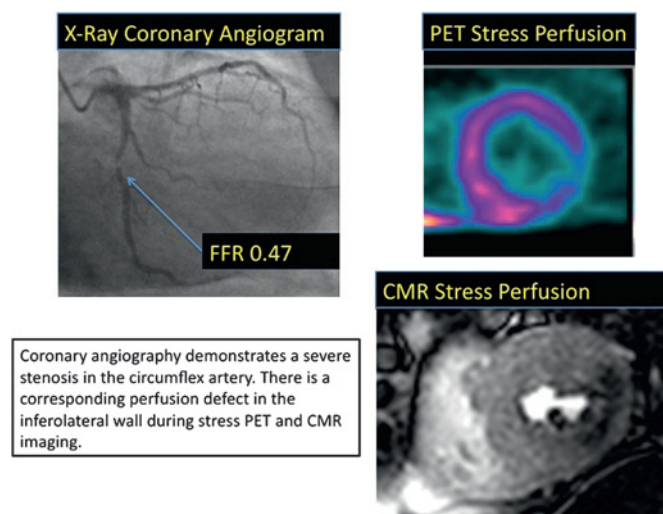 X-Ray Coronary Angiogram
PET Stress Perfusion
FFR 0.47
CMR Stress Perfusion
Coronary angiography demonstrates a severe
stenosis in the circumflex artery. There is a
corresponding perfusion defect in the
inferolateral wall during stress PET and CMR
imaging.